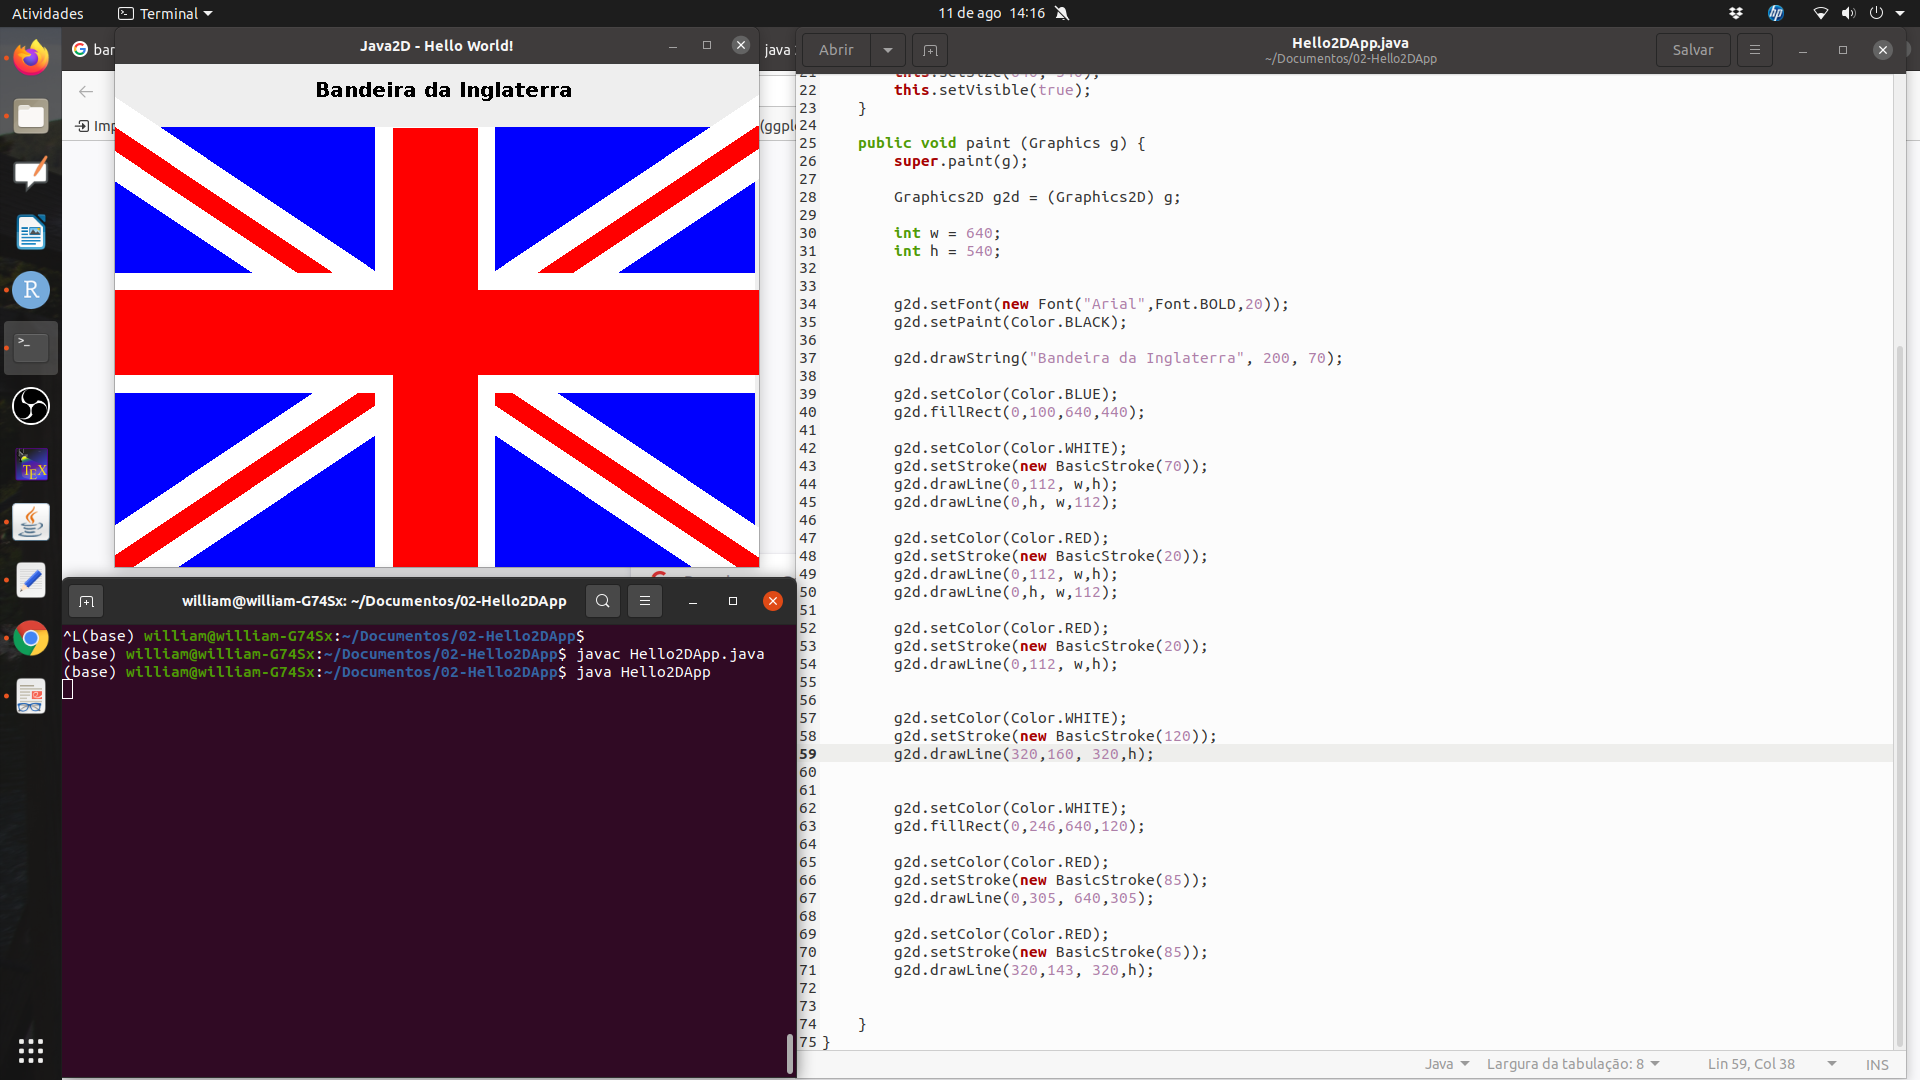 Atividades
Terminal
11 de ago 14:16
hp
bar
Java2D - Hello World!
java
Imp
(ggplo
Bandeira da Inglaterra
Abrir
Hello2DApp.java
~/Documentos/02-Hello2DApp
Salvar
22 this.setVisible(true);
23 }
24
25 public void paint (Graphics g) {
26 super.paint(g);
27
28 Graphics2D g2d = (Graphics2D) g;
29
30 int w = 640;
31 int h = 540;
32
33
34 g2d.setFont(new Font("Arial",Font.BOLD,20));
35 g2d.setPaint(Color.BLACK);
36
37 g2d.drawString("Bandeira da Inglaterra", 200, 70);
38
39 g2d.setColor(Color.BLUE);
40 g2d.fillRect(0,100,640,440);
41
42 g2d.setColor(Color.WHITE);
43 g2d.setStroke(new BasicStroke(70));
44 g2d.drawLine(0,112, w,h);
45 g2d.drawLine(0,h, w,112);
46
47 g2d.setColor(Color.RED);
48 g2d.setStroke(new BasicStroke(20));
49 g2d.drawLine(0,112, w,h);
50 g2d.drawLine(0,h, w,112);
51
52 g2d.setColor(Color.RED);
53 g2d.setStroke(new BasicStroke(20));
54 g2d.drawLine(0,112, w,h);
55
56
57 g2d.setColor(Color.WHITE);
58 g2d.setStroke(new BasicStroke(120));
59 g2d.drawLine(320,160, 320,h);
60
61
62 g2d.setColor(Color.WHITE);
63 g2d.fillRect(0,246,640,120);
64
65 g2d.setColor(Color.RED);
66 g2d.setStroke(new BasicStroke(85));
67 g2d.drawLine(0,305, 640,305);
68
69 g2d.setColor(Color.RED);
70 g2d.setStroke(new BasicStroke(85));
71 g2d.drawLine(320,143, 320,h);
72
73
74 }
75 }
Java
Largura da tabulação: 8
Lin 59, Col 38
INS
william@william-G74Sx: ~/Documentos/02-Hello2DApp
^L(base) william@william-G74Sx:~/Documentos/02-Hello2DApp$
(base) william@william-G74Sx:~/Documentos/02-Hello2DApp$ javac Hello2DApp.java
(base) william@william-G74Sx:~/Documentos/02-Hello2DApp$ java Hello2DApp
R
>_
TEX